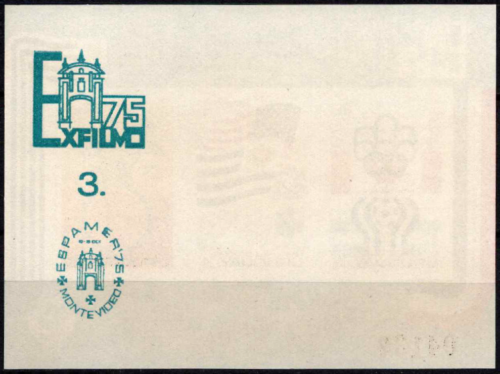 E 75
EXFILMO
3.
ESPAMER'75
MONTEVIDEO